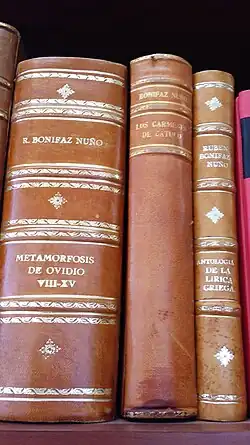 R. BONIFAZ NUÑO
METAMORFOSIS
DE OVIDIO
VIII-XV
BONIFAZ NUÑO
LOS CARMENES
DE CATULO
RUBEN
BONIFAZ
NUÑO
ANTOLOGIA
DE LA
LIRICA
GRIEGA